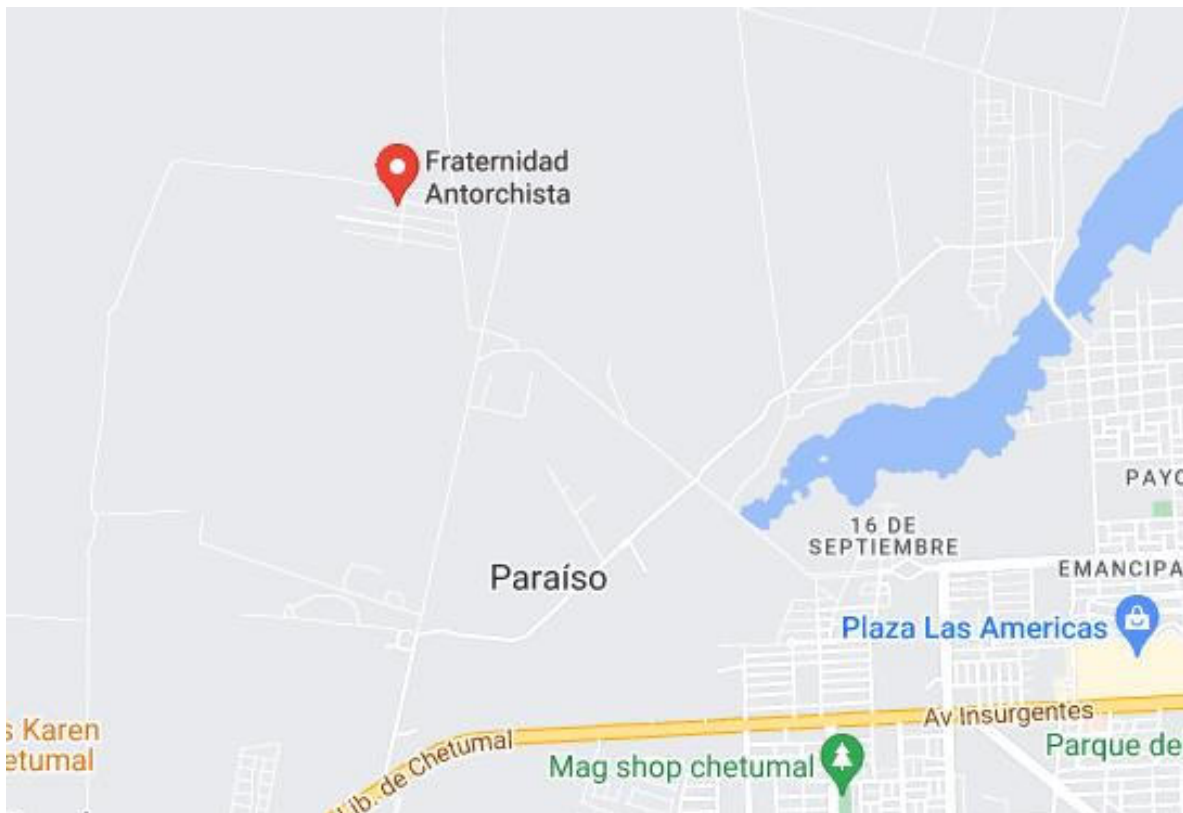 Fraternidad
Antorchista
PAYO
16 DE
SEPTIEMBRE
Paraíso
EMANCIPA
Plaza Las Americas
Av Insurgentes
s Karen
etumal
Lib. de Chetumal
Mag shop chetumal
Parque de